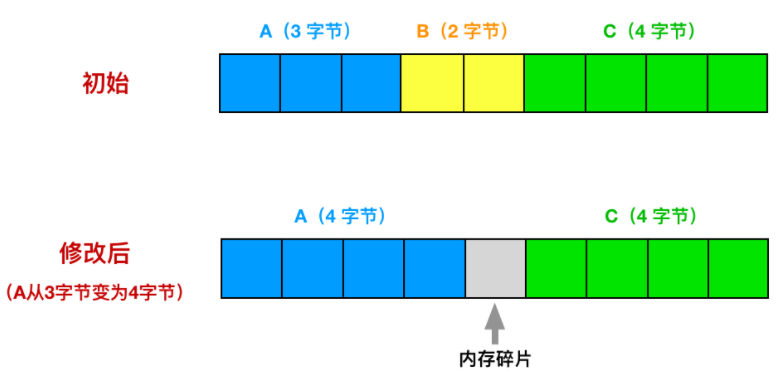 A（3 字节）
B（2 字节）
C（4 字节）
初始
A（4 字节）
C（4 字节）
修改后
（A从3字节变为4字节）
内存碎片